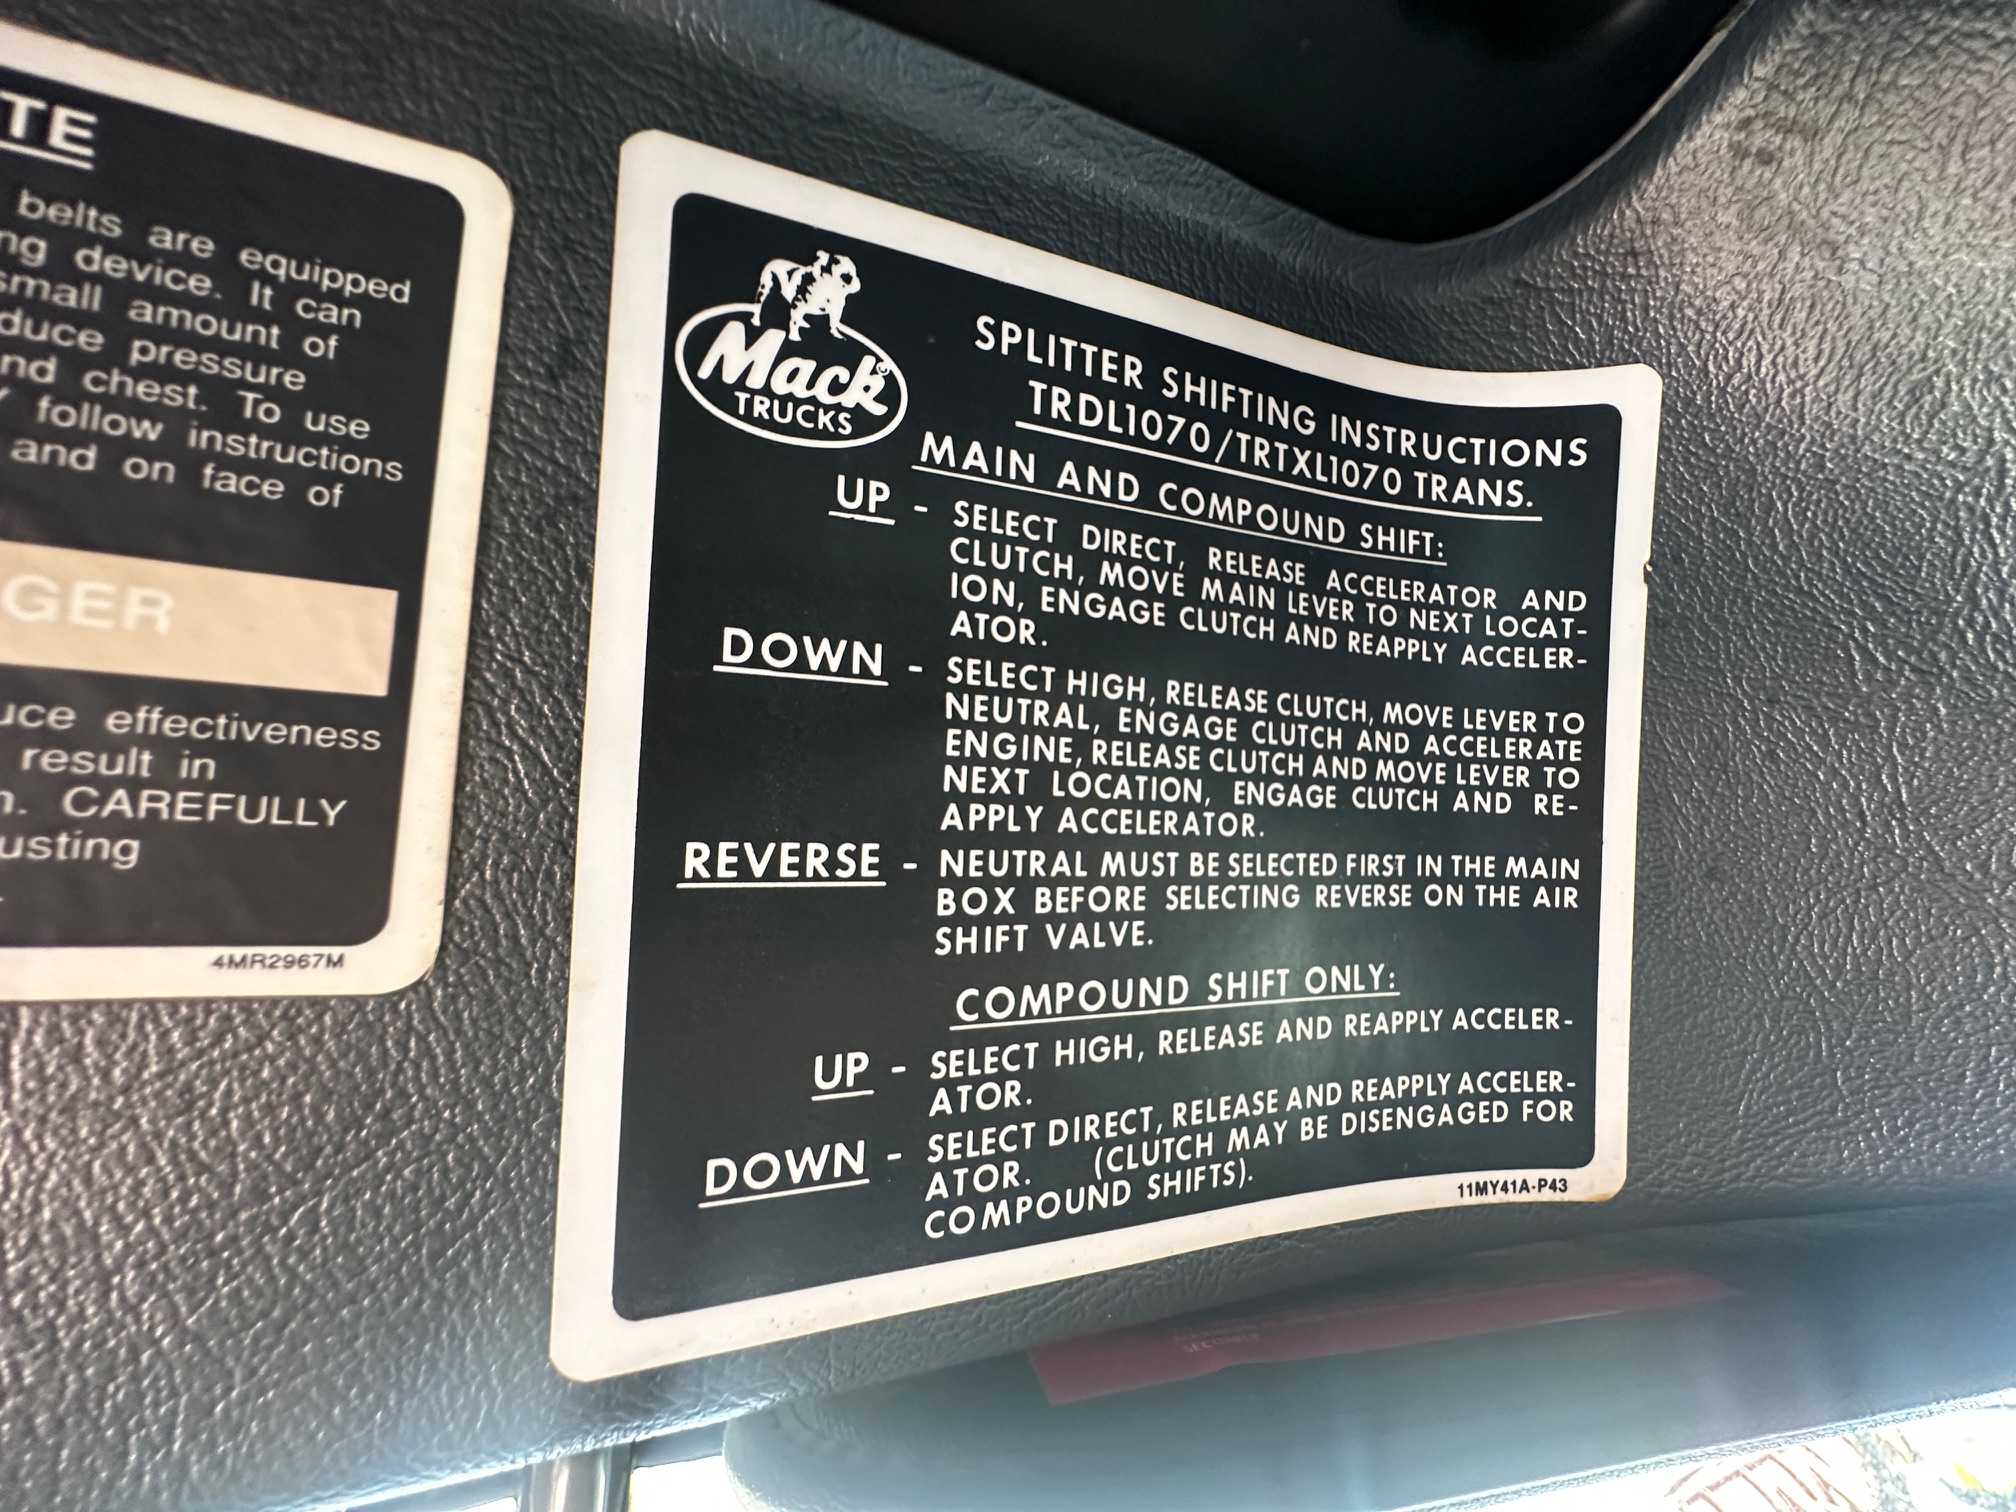 TE
belts are equipped
device. It can
amount of
pressure
chest. To use
follow instructions
and on face of
GER
effectiveness
result in
CAREFULLY
4MR2967M
Mack
TRUCKS
SPLITTER SHIFTING INSTRUCTIONS
TRDL1070/TRTXL1070 TRANS.
MAIN AND COMPOUND SHIFT:
UP - SELECT DIRECT, RELEASE ACCELERATOR AND
CLUTCH, MOVE MAIN LEVER TO NEXT LOCAT-
ION, ENGAGE CLUTCH AND REAPPLY ACCELER-
ATOR.
DOWN - SELECT HIGH, RELEASE CLUTCH, MOVE LEVER TO
NEUTRAL, ENGAGE CLUTCH AND ACCELERATE
ENGINE, RELEASE CLUTCH AND MOVE LEVER TO
NEXT LOCATION, ENGAGE CLUTCH AND RE-
APPLY ACCELERATOR.
REVERSE - NEUTRAL MUST BE SELECTED FIRST IN THE MAIN
BOX BEFORE SELECTING REVERSE ON THE AIR
SHIFT VALVE.
COMPOUND SHIFT ONLY:
UP - SELECT HIGH, RELEASE AND REAPPLY ACCELER-
ATOR.
DOWN - SELECT DIRECT, RELEASE AND REAPPLY ACCELER-
ATOR. (CLUTCH MAY BE DISENGAGED FOR
COMPOUND SHIFTS).
11MY41A-P43